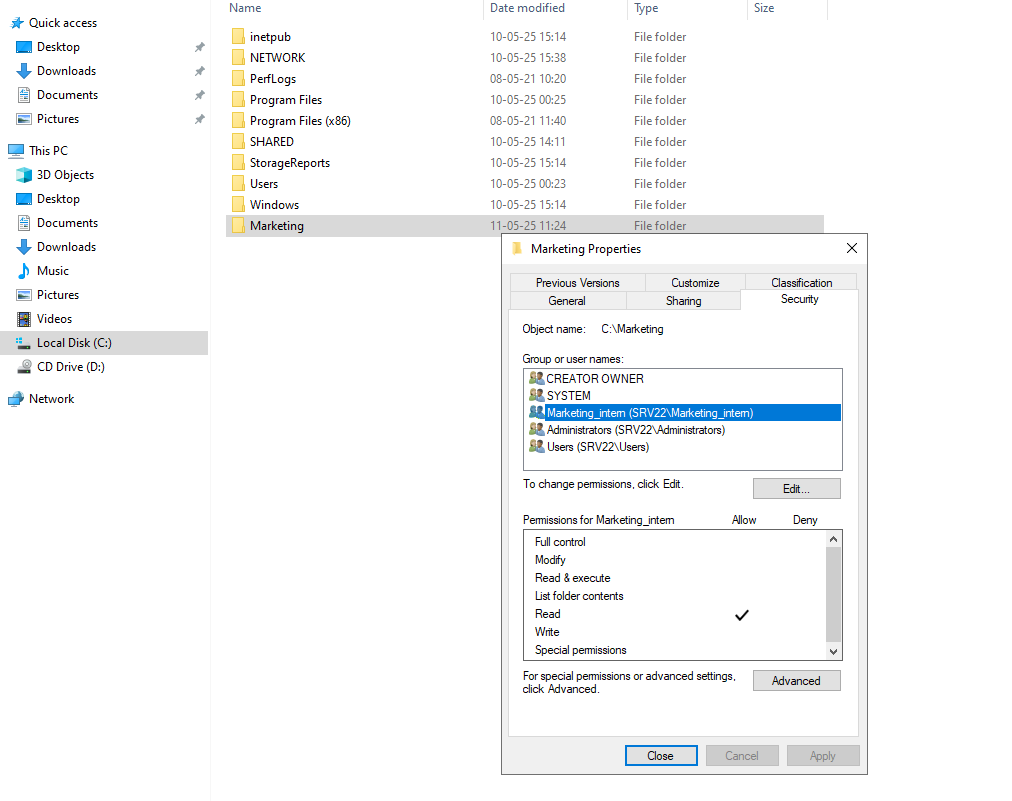 Name Date modified Type Size
Quick access
Desktop
Downloads
Documents
Pictures
This PC
3D Objects
Desktop
Documents
Downloads
Music
Pictures
Videos
Local Disk (C:)
CD Drive (D:)
Network
inetpub 10-05-25 15:14 File folder
NETWORK 10-05-25 15:38 File folder
PerfLogs 08-05-21 10:20 File folder
Program Files 10-05-25 00:25 File folder
Program Files (x86) 08-05-21 11:40 File folder
SHARED 10-05-25 14:11 File folder
StorageReports 10-05-25 15:14 File folder
Users 10-05-25 00:23 File folder
Windows 10-05-25 15:14 File folder
Marketing 11-05-25 11:24 File folder
Marketing Properties
Previous Versions Customize Classification
General Sharing Security
Object name: C:\Marketing
Group or user names:
CREATOR OWNER
SYSTEM
Marketing_intern (SRV22\Marketing_intern)
Administrators (SRV22\Administrators)
Users (SRV22\Users)
To change permissions, click Edit. Edit...
Permissions for Marketing_intern Allow Deny
Full control
Modify
Read & execute
List folder contents
Read
Write
Special permissions
For special permissions or advanced settings,
click Advanced. Advanced
Close Cancel Apply